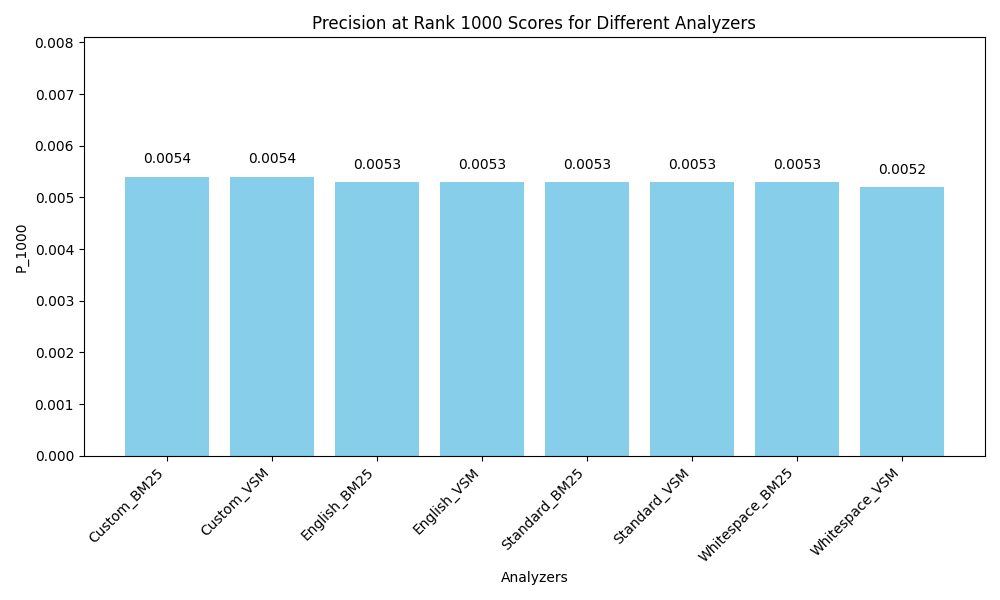 Precision at Rank 1000 Scores for Different Analyzers
P_1000
0.008
0.007
0.006
0.005
0.004
0.003
0.002
0.001
0.000
0.0054
0.0054
0.0053
0.0053
0.0053
0.0053
0.0053
0.0052
Custom_BM25
Custom_VSM
English_BM25
English_VSM
Standard_BM25
Standard_VSM
Whitespace_BM25
Whitespace_VSM
Analyzers